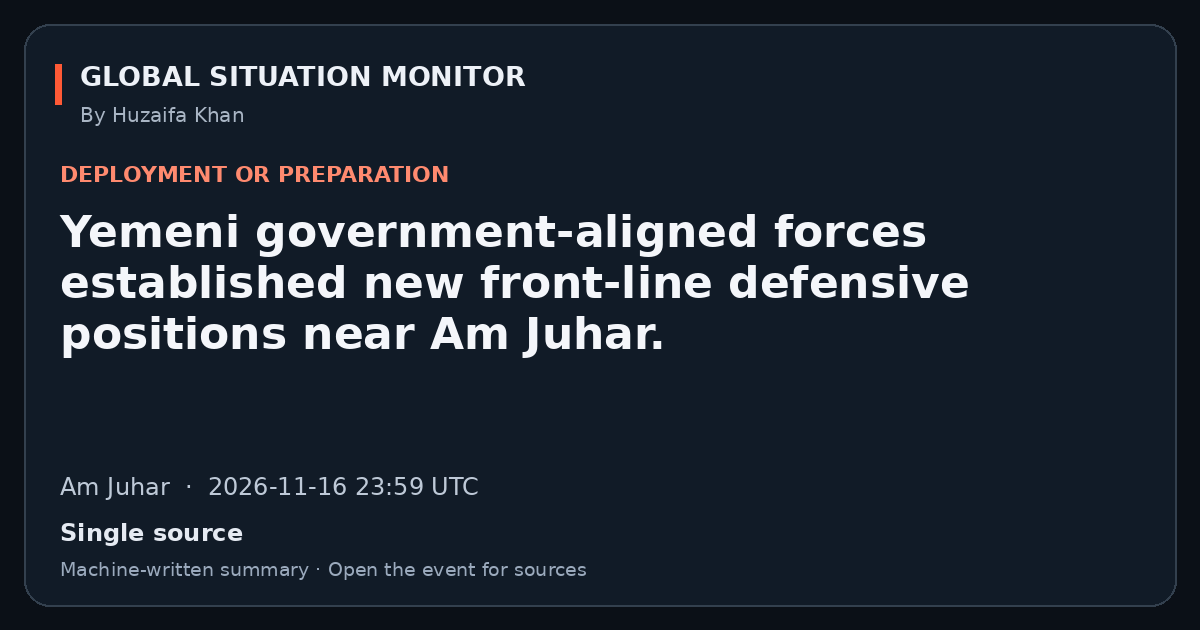 GLOBAL SITUATION MONITOR
By Huzaifa Khan
DEPLOYMENT OR PREPARATION
Yemeni government-aligned forces
established new front-line defensive
positions near Am Juhar.
Am Juhar · 2026-11-16 23:59 UTC
Single source
Machine-written summary · Open the event for sources